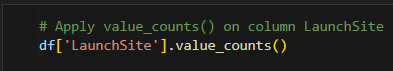 # Apply value_counts() on column LaunchSite
df['LaunchSite'].value_counts()